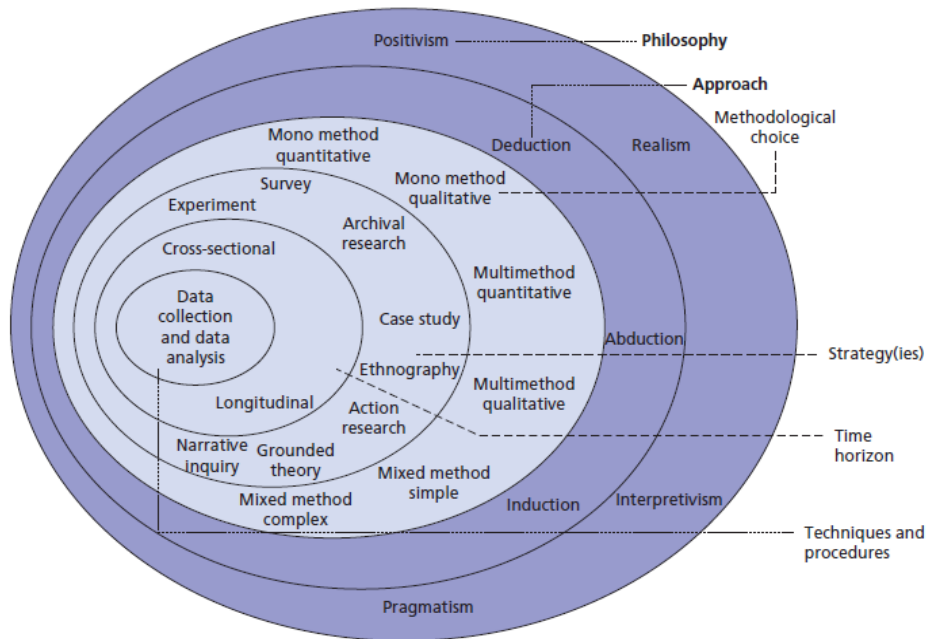 Positivism
Philosophy
Approach
Methodological
choice
Mono method
quantitative
Deduction
Realism
Survey
Mono method
qualitative
Experiment
Archival
research
Cross-sectional
Multimethod
quantitative
Data
collection
and data
analysis
Case study
Abduction
Strategy(ies)
Ethnography
Multimethod
qualitative
Longitudinal
Action
research
Time
horizon
Narrative
inquiry
Grounded
theory
Mixed method
simple
Mixed method
complex
Induction
Interpretivism
Techniques and
procedures
Pragmatism